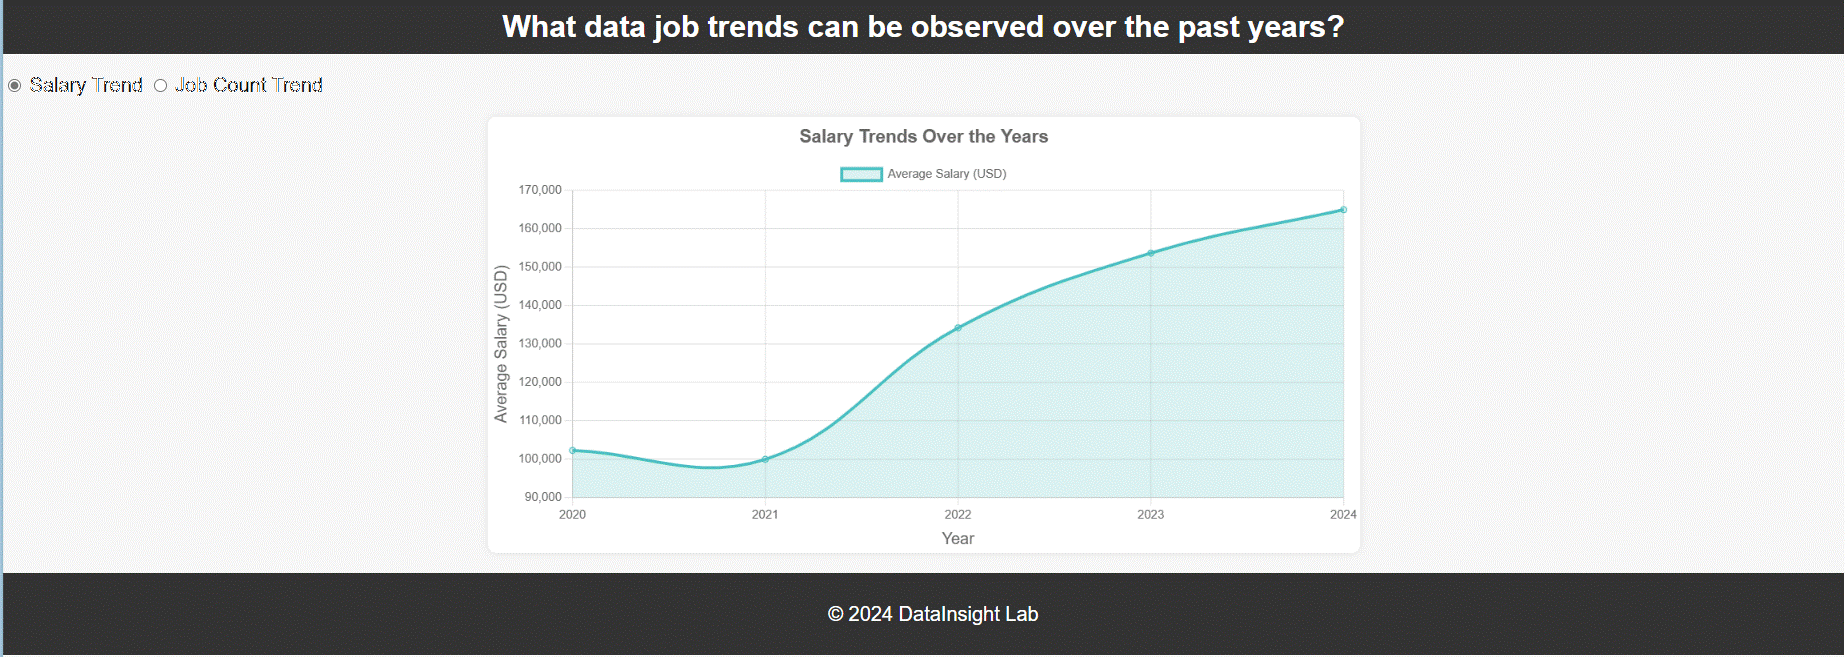 What data job trends can be observed over the past years?
Salary Trend Job Count Trend
Salary Trends Over the Years
Average Salary (USD)
170,000
160,000
150,000
140,000
130,000
120,000
110,000
100,000
90,000
Average Salary (USD)
2020 2021 2022 2023 2024
Year
© 2024 DataInsight Lab